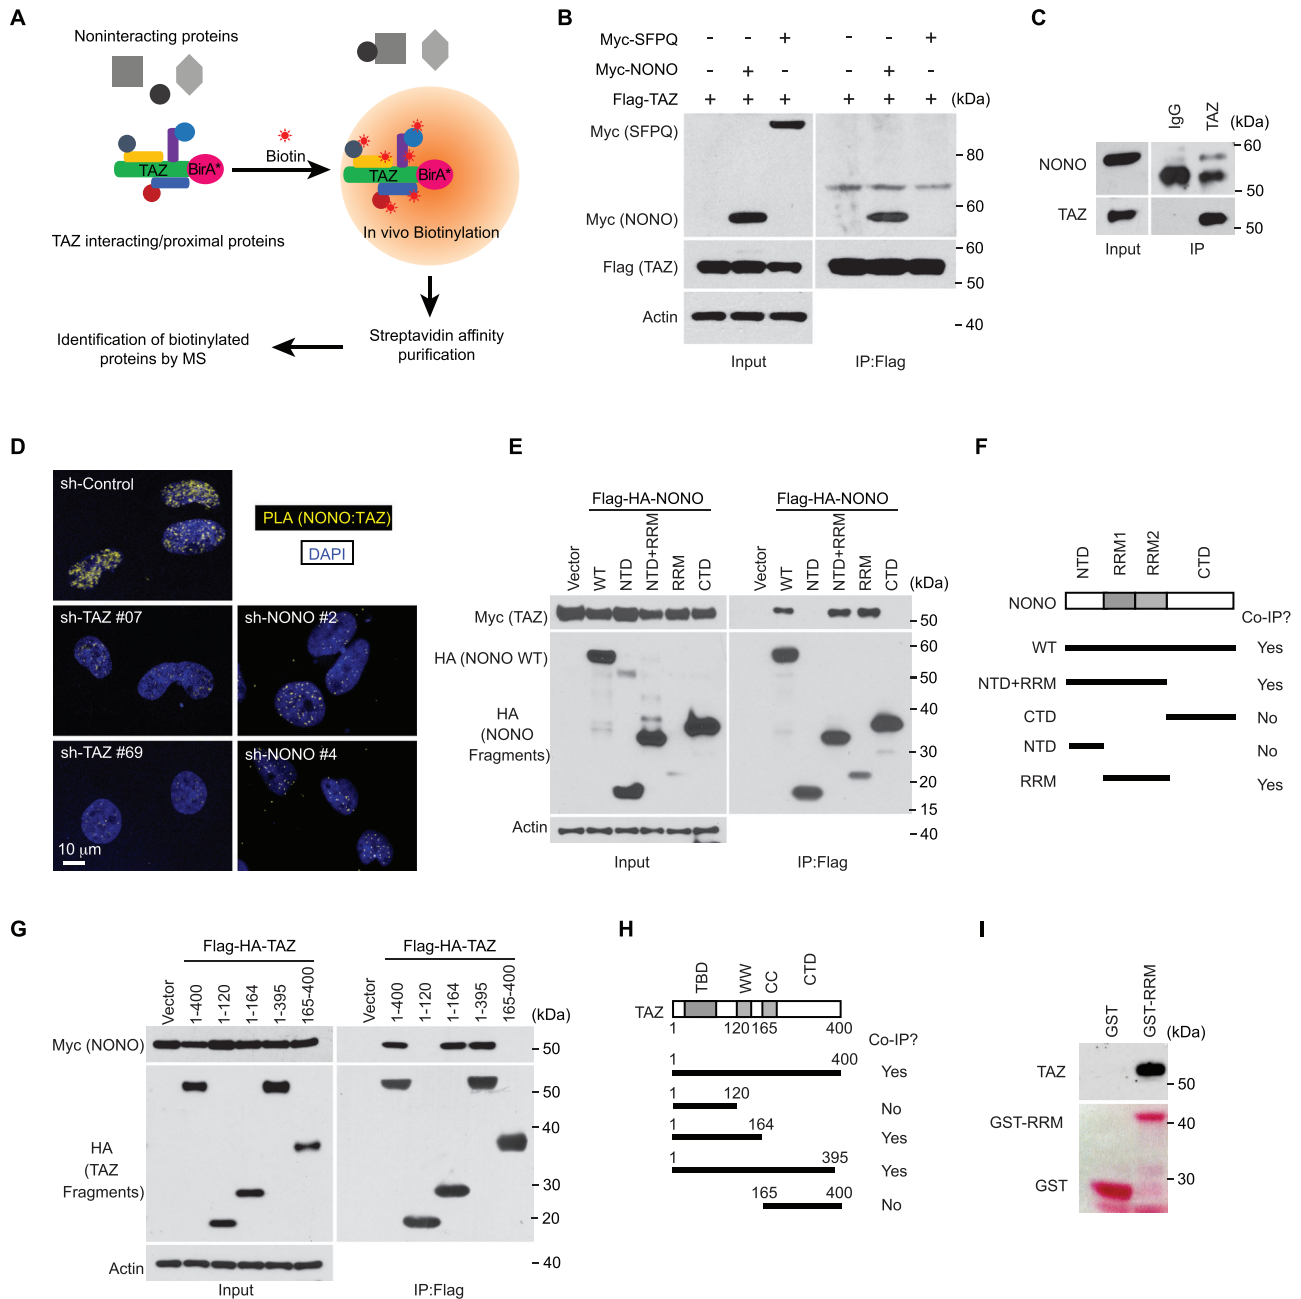 A
Noninteracting proteins
TAZ
BirA*
Biotin
TAZ
BirA*
TAZ interacting/proximal proteins
In vivo Biotinylation
Streptavidin affinity
purification
Identification of biotinylated
proteins by MS
B
Myc-SFPQ - - + - - +
Myc-NONO - + - - + -
Flag-TAZ + + + + + + (kDa)
Myc (SFPQ)
80
60
Myc (NONO)
60
Flag (TAZ)
50
Actin
40
Input IP:Flag
C
IgG TAZ (kDa)
60
NONO
50
TAZ
50
Input IP
D
sh-Control
PLA (NONO:TAZ)
DAPI
sh-TAZ #07 sh-NONO #2
sh-TAZ #69 sh-NONO #4
10 μm
E
Flag-HA-NONO Flag-HA-NONO
Vector WT NTD NTD+RRM RRM CTD Vector WT NTD NTD+RRM RRM CTD
(kDa)
Myc (TAZ) 50
60
HA (NONO WT)
50
40
HA
(NONO
Fragments)
30
20
15
Actin 40
Input IP:Flag
F
NTD RRM1 RRM2 CTD
NONO
Co-IP?
WT Yes
NTD+RRM Yes
CTD No
NTD No
RRM Yes
G
Flag-HA-TAZ Flag-HA-TAZ
Vector 1-400 1-120 1-164 1-395 165-400 Vector 1-400 1-120 1-164 1-395 165-400
(kDa)
Myc (NONO) 50
50
40
HA
(TAZ
Fragments)
30
20
Actin 40
Input IP:Flag
H
TBD WW CC CTD
TAZ
1 120 165 400
Co-IP?
1 400
Yes
1 120
No
1 164
Yes
1 395
Yes
165 400
No
I
GST GST-RRM
(kDa)
TAZ
50
GST-RRM 40
30
GST